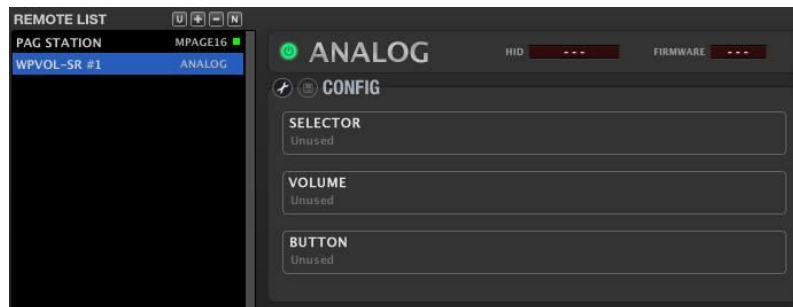 REMOTE LIST U + - N
PAG STATION MPAGE16
WPVOL-SR #1 ANALOG
ANALOG HID --- FIRMWARE ---
CONFIG
SELECTOR
Unused
VOLUME
Unused
BUTTON
Unused